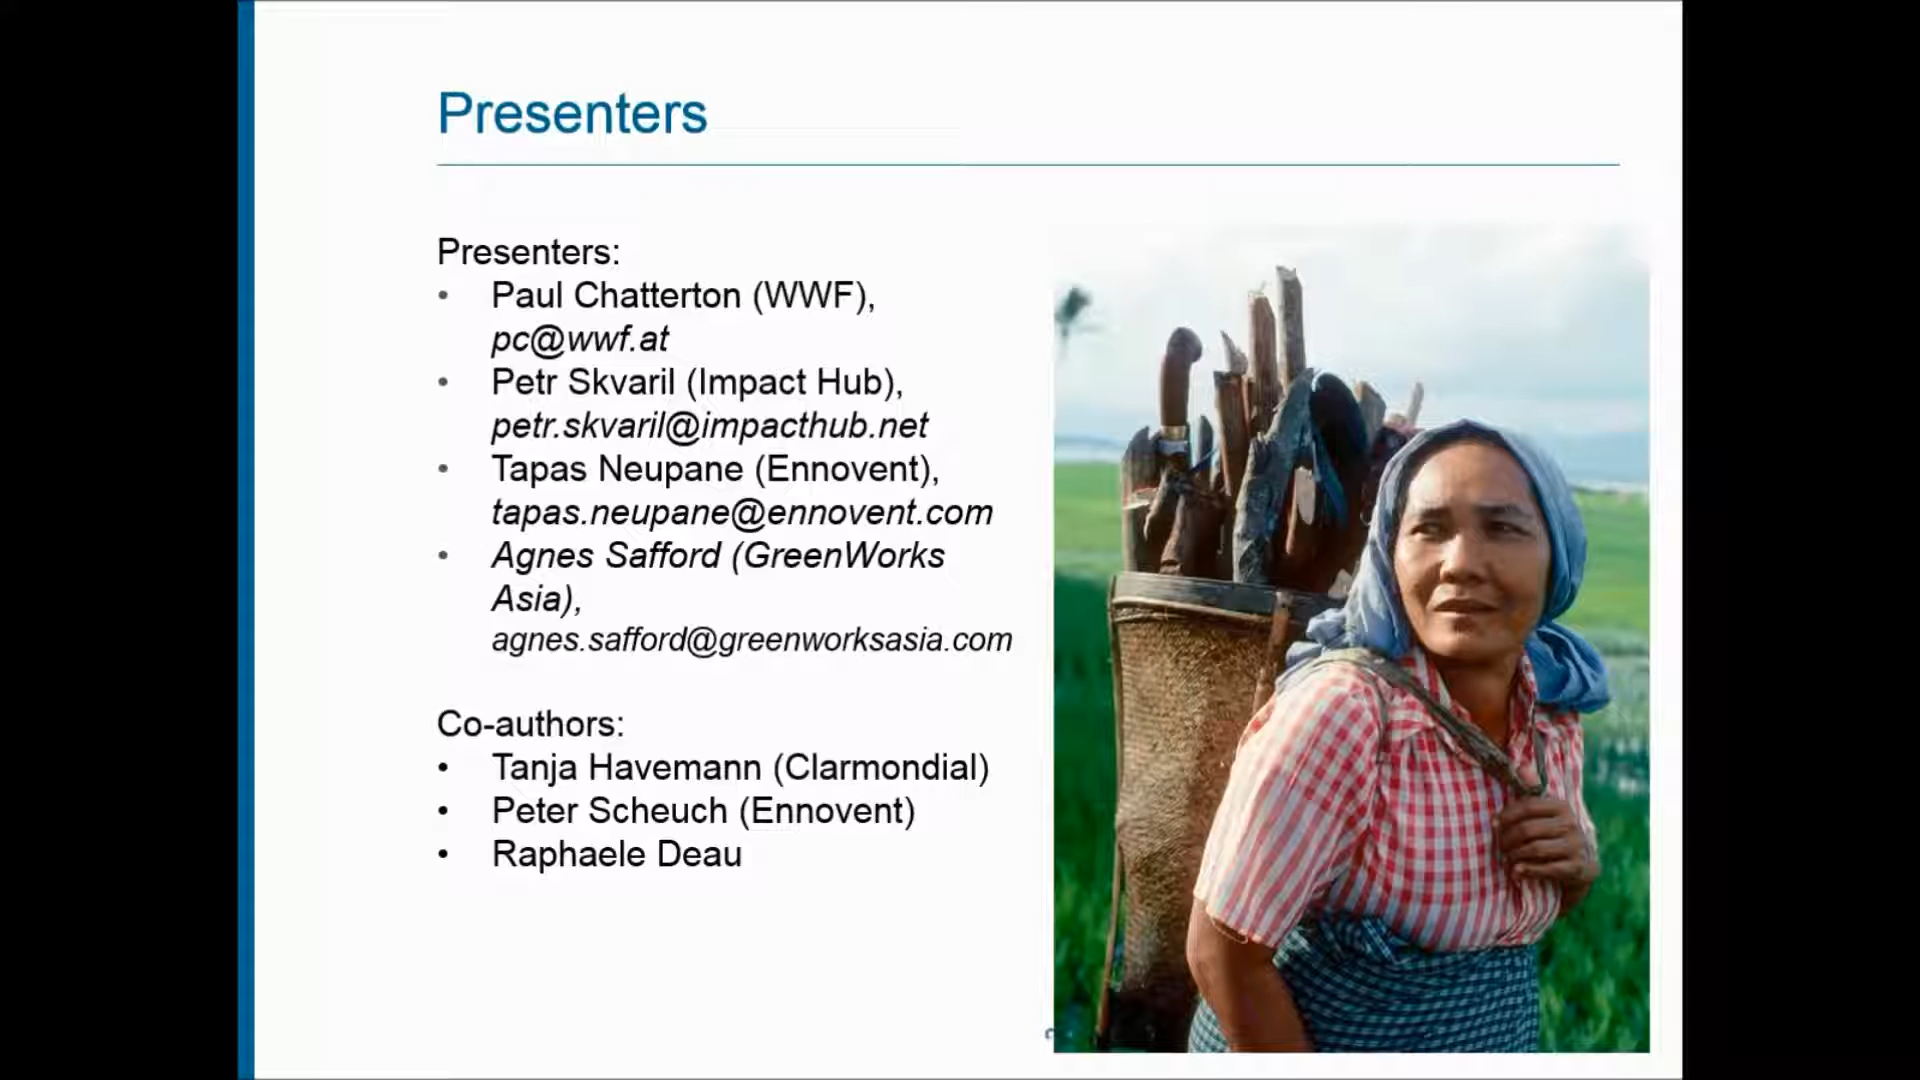 Presenters
Presenters:
• Paul Chatterton (WWF),
pc@wwf.at
• Petr Skvaril (Impact Hub),
petr.skvaril@impacthub.net
• Tapas Neupane (Ennovent),
tapas.neupane@ennovent.com
• Agnes Safford (GreenWorks
Asia),
agnes.safford@greenworksasia.com
Co-authors:
• Tanja Havemann (Clarmondial)
• Peter Scheuch (Ennovent)
• Raphaele Deau